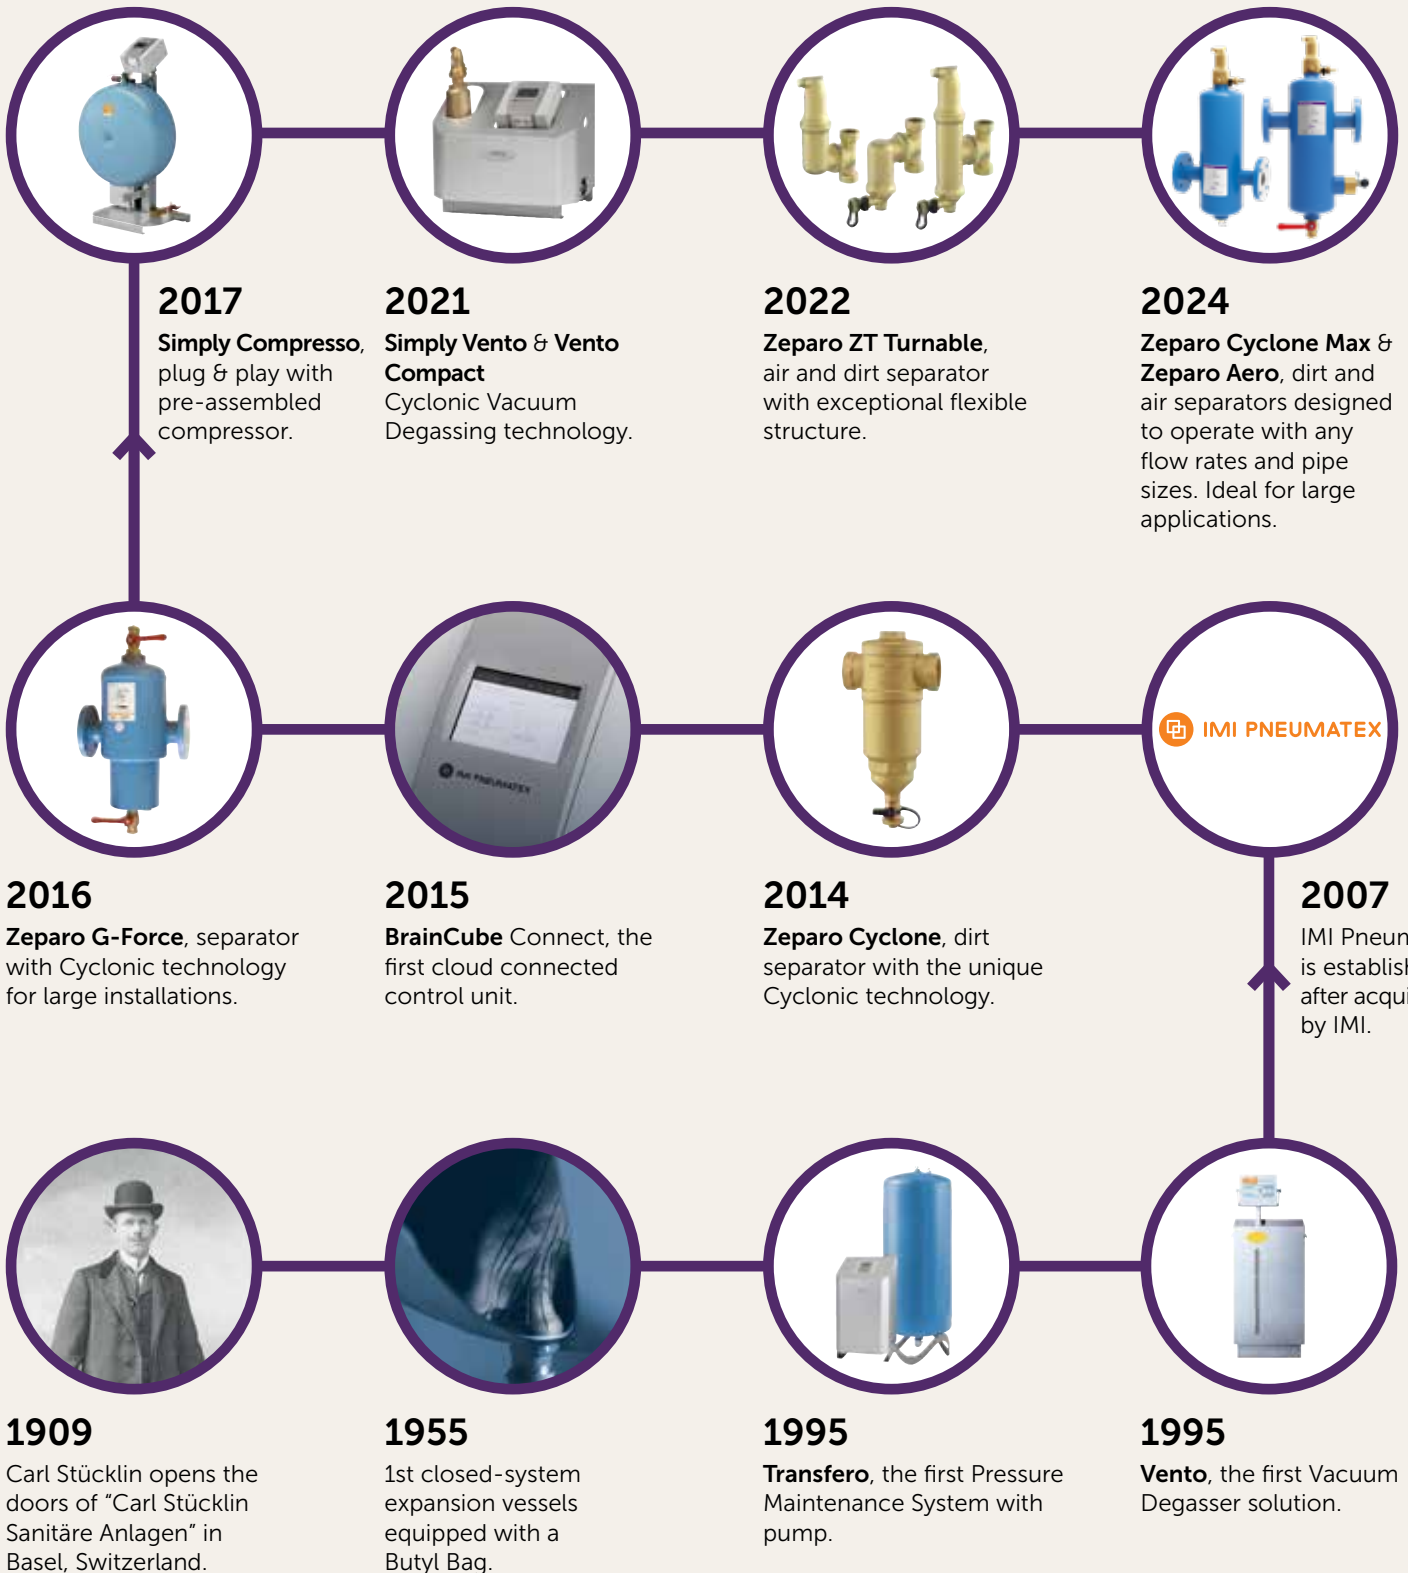 2017
Simply Compresso,
plug & play with
pre-assembled
compressor.
2021
Simply Vento & Vento
Compact
Cyclonic Vacuum
Degassing technology.
2022
Zeparo ZT Turnable,
air and dirt separator
with exceptional flexible
structure.
2024
Zeparo Cyclone Max &
Zeparo Aero, dirt and
air separators designed
to operate with any
flow rates and pipe
sizes. Ideal for large
applications.
IMI PNEUMATEX
IMI PNEUMATEX
2016
Zeparo G-Force, separator
with Cyclonic technology
for large installations.
2015
BrainCube Connect, the
first cloud connected
control unit.
2014
Zeparo Cyclone, dirt
separator with the unique
Cyclonic technology.
2007
IMI
is
after
by IMI.
1909
Carl Stücklin opens the
doors of “Carl Stücklin
Sanitäre Anlagen” in
Basel, Switzerland.
1955
1st closed-system
expansion vessels
equipped with a
Butyl Bag.
1995
Transfero, the first Pressure
Maintenance System with
pump.
1995
Vento, the first Vacuum
Degasser solution.